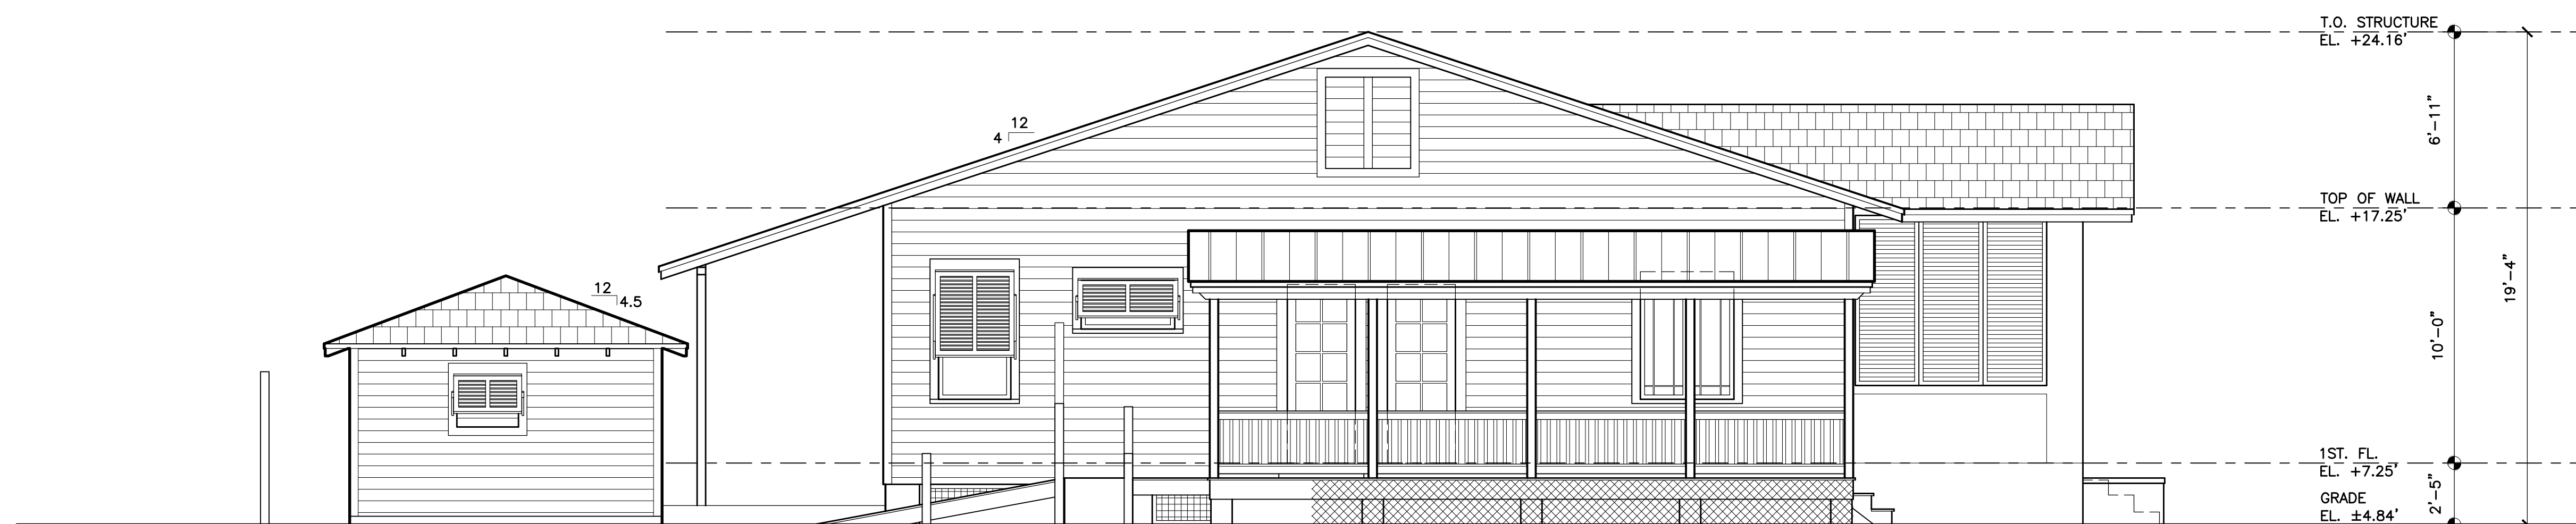 T.O. STRUCTURE
EL. +24.16'
6'-11"
12
4
TOP OF WALL
EL. +17.25'
19'-4"
12
4.5
10'-0"
1ST. FL.
EL. +7.25'
2'-5"
GRADE
EL. ±4.84'